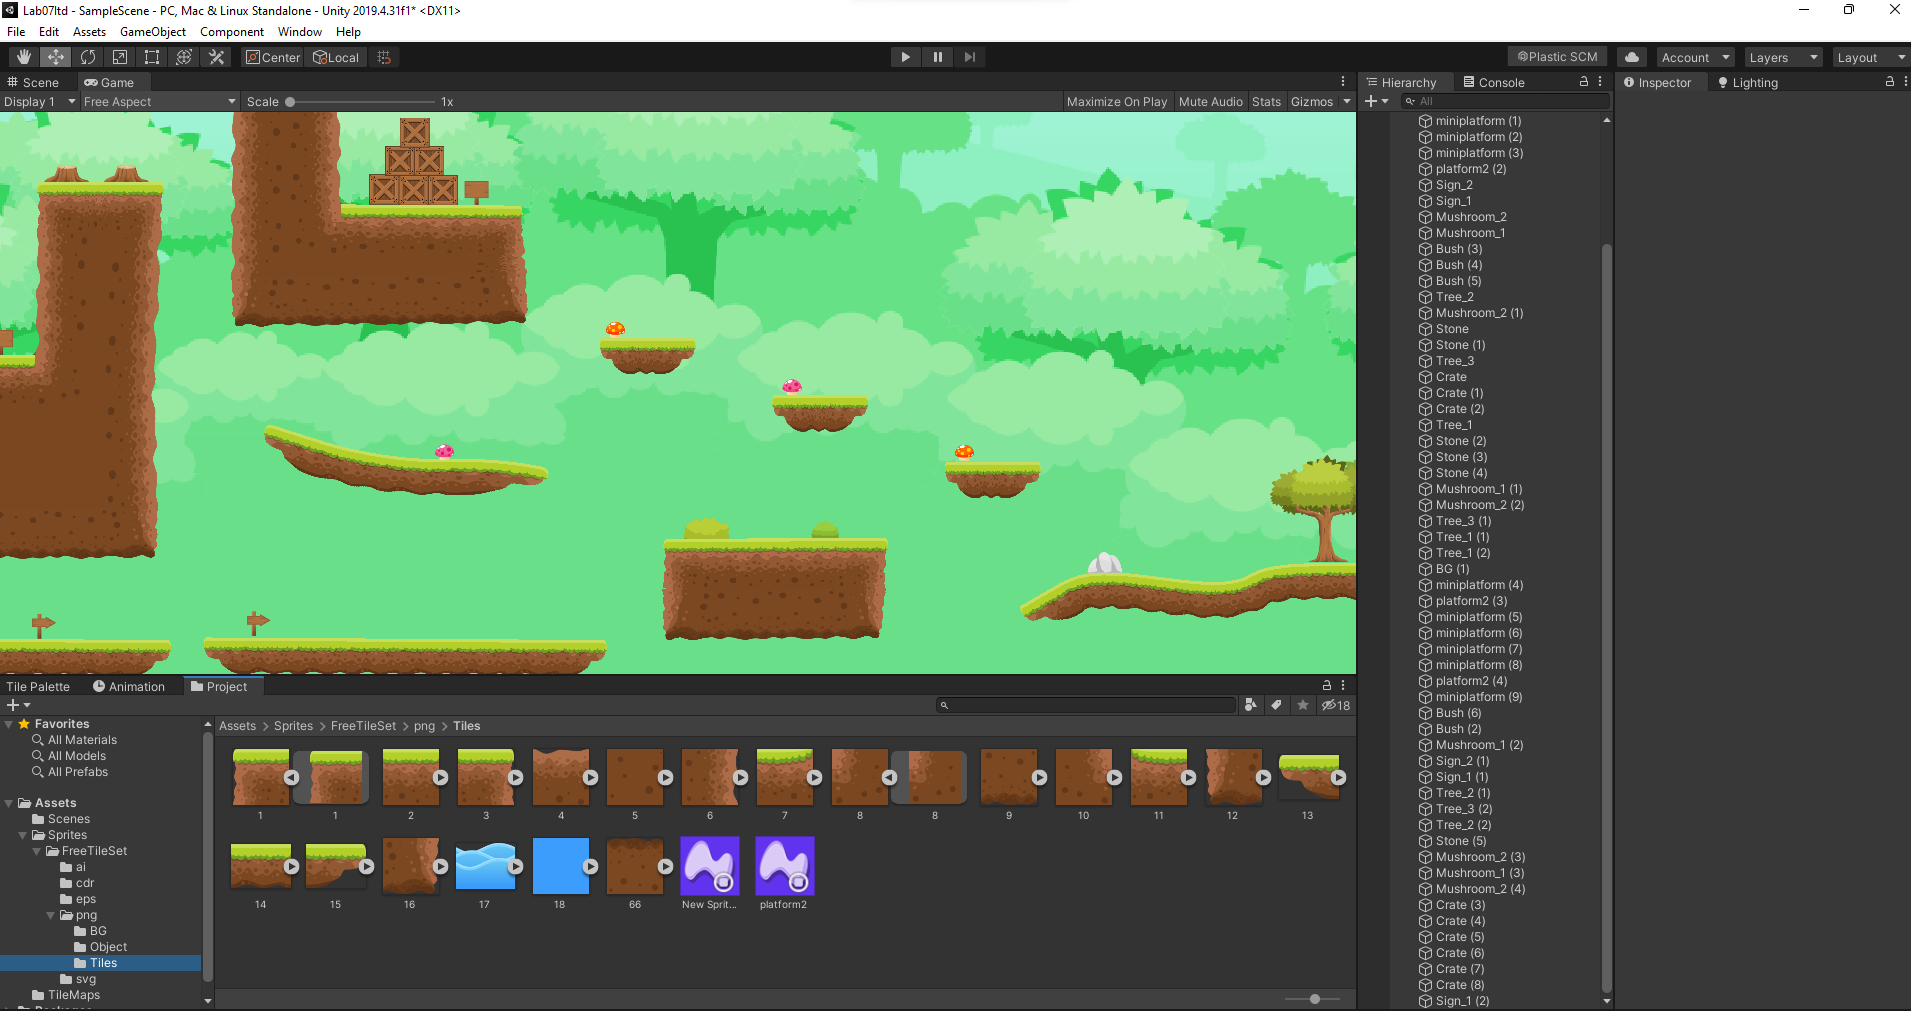 Lab07ltd - SampleScene - PC, Mac & Linux Standalone - Unity 2019.4.31f1* <DX11>
File Edit Assets GameObject Component Window Help
Center Local Plastic SCM Account Layers Layout
Scene Game
Display 1 Free Aspect Scale 1x Maximize On Play Mute Audio Stats Gizmos
Hierarchy Console
All
miniplatform (1)
miniplatform (2)
miniplatform (3)
platform2 (2)
Sign_2
Sign_1
Mushroom_2
Mushroom_1
Bush (3)
Bush (4)
Bush (5)
Tree_2
Mushroom_2 (1)
Stone
Stone (1)
Tree_3
Crate
Crate (1)
Crate (2)
Tree_1
Stone (2)
Stone (3)
Stone (4)
Mushroom_1 (1)
Mushroom_2 (2)
Tree_3 (1)
Tree_1 (1)
Tree_1 (2)
BG (1)
miniplatform (4)
platform2 (3)
miniplatform (5)
miniplatform (6)
miniplatform (7)
miniplatform (8)
platform2 (4)
miniplatform (9)
Bush (6)
Bush (2)
Mushroom_1 (2)
Sign_2 (1)
Sign_1 (1)
Tree_2 (1)
Tree_3 (2)
Tree_2 (2)
Stone (5)
Mushroom_2 (3)
Mushroom_1 (3)
Mushroom_2 (4)
Crate (3)
Crate (4)
Crate (5)
Crate (6)
Crate (7)
Crate (8)
Sign_1 (2)
Inspector Lighting
Tile Palette Animation Project
18
Favorites
All Materials
All Models
All Prefabs
Assets
Scenes
Sprites
FreeTileSet
ai
cdr
eps
png
BG
Object
Tiles
svg
TileMaps
Assets > Sprites > FreeTileSet > png > Tiles
1 1 2 3 4 5 6 7 8 8 9 10 11 12 13
14 15 16 17 18 66 New Sprit... platform2